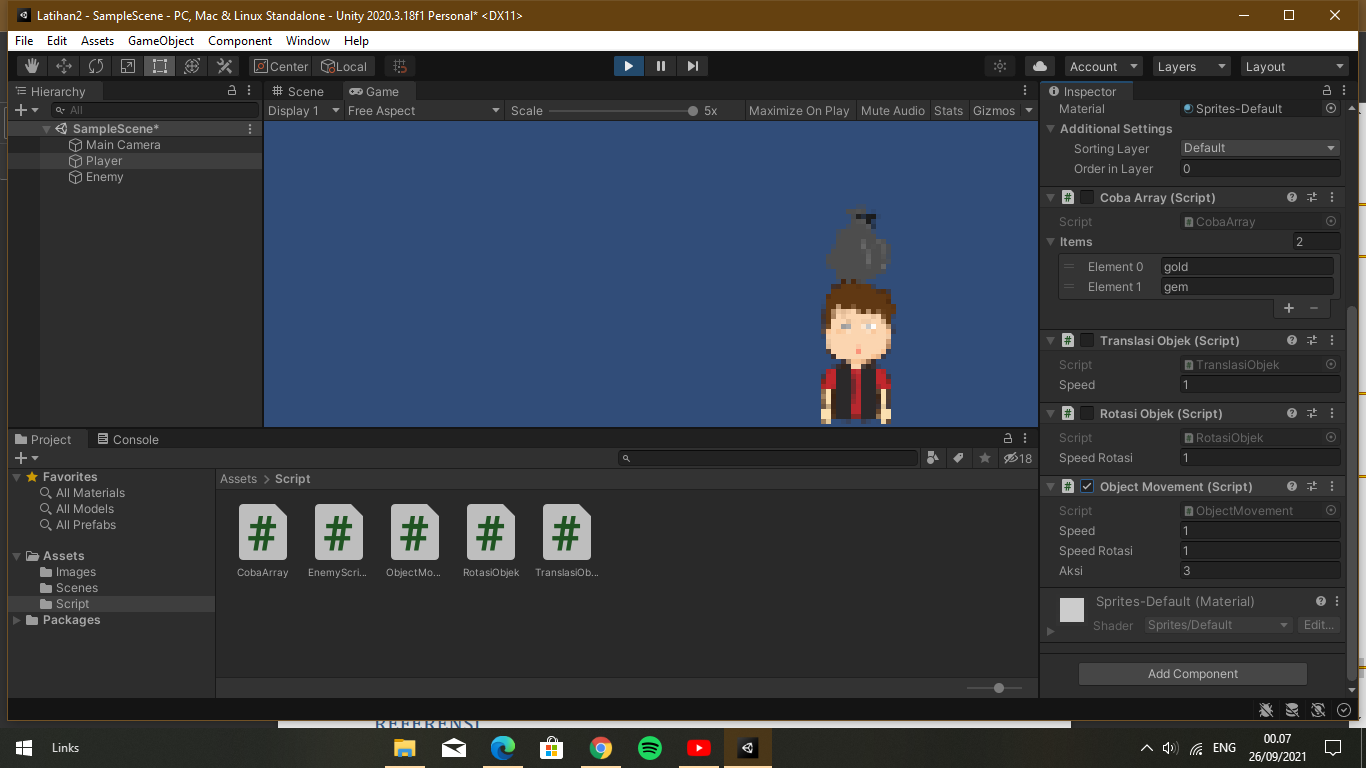 Latihan2 - SampleScene - PC, Mac & Linux Standalone - Unity 2020.3.18f1 Personal* <DX11>
File Edit Assets GameObject Component Window Help
Center Local Account Layers Layout
Hierarchy
All
SampleScene*
Main Camera
Player
Enemy
Scene Game
Display 1 Free Aspect Scale 5x Maximize On Play Mute Audio Stats Gizmos
Inspector
Material Sprites-Default
Additional Settings
Sorting Layer Default
Order in Layer 0
# Coba Array (Script)
Script # CobaArray
Items 2
Element 0 gold
Element 1 gem
+ −
# Translasi Objek (Script)
Script # TranslasiObjek
Speed 1
# Rotasi Objek (Script)
Script # RotasiObjek
Speed Rotasi 1
# Object Movement (Script)
Script # ObjectMovement
Speed 1
Speed Rotasi 1
Aksi 3
Sprites-Default (Material)
Shader Sprites/Default Edit...
Add Component
Project Console
18
Favorites
All Materials
All Models
All Prefabs
Assets
Images
Scenes
Script
Packages
Assets > Script
# # # # #
CobaArray EnemyScri... ObjectMo... RotasiObjek TranslasiOb...
REFERENSI
Links
ENG
00.07
26/09/2021